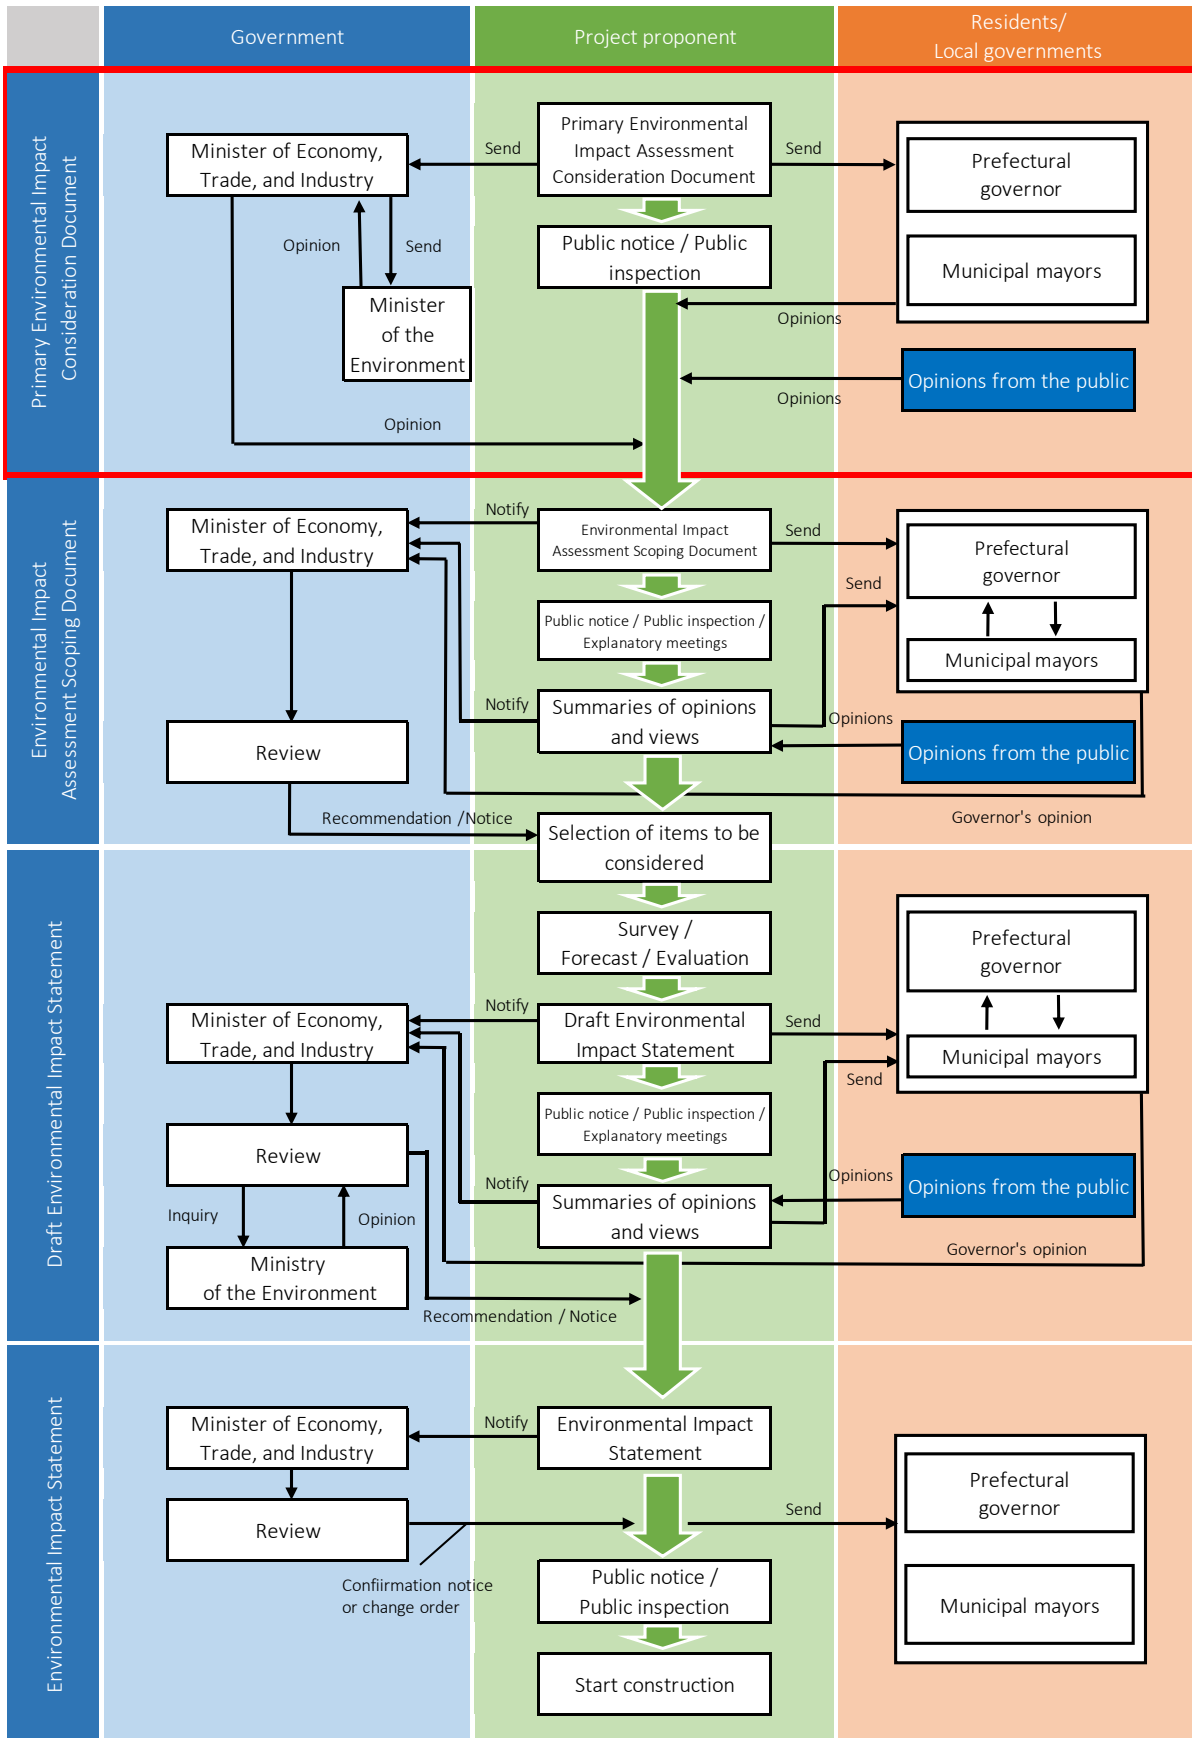 Government
Project proponent
Residents/
Local governments
Primary Environmental Impact
Consideration Document
Minister of Economy,
Trade, and Industry
Send
Primary Environmental
Impact Assessment
Consideration Document
Send
Prefectural
governor
Municipal mayors
Opinion
Send
Public notice / Public
inspection
Minister
of the
Environment
Opinions
Opinions from the public
Opinions
Opinion
Environmental Impact
Assessment Scoping Document
Minister of Economy,
Trade, and Industry
Notify
Environmental Impact
Assessment Scoping Document
Send
Prefectural
governor
Send
Municipal mayors
Public notice / Public inspection /
Explanatory meetings
Notify
Summaries of opinions
and views
Opinions
Opinions from the public
Review
Recommendation /Notice
Governor's opinion
Selection of items to be
considered
Draft Environmental Impact Statement
Survey /
Forecast / Evaluation
Prefectural
governor
Municipal mayors
Minister of Economy,
Trade, and Industry
Notify
Draft Environmental
Impact Statement
Send
Send
Public notice / Public inspection /
Explanatory meetings
Review
Notify
Summaries of opinions
and views
Opinions
Opinions from the public
Inquiry
Opinion
Governor's opinion
Ministry
of the Environment
Recommendation / Notice
Environmental Impact Statement
Minister of Economy,
Trade, and Industry
Notify
Environmental Impact
Statement
Review
Send
Prefectural
governor
Municipal mayors
Confiirmation notice
or change order
Public notice /
Public inspection
Start construction